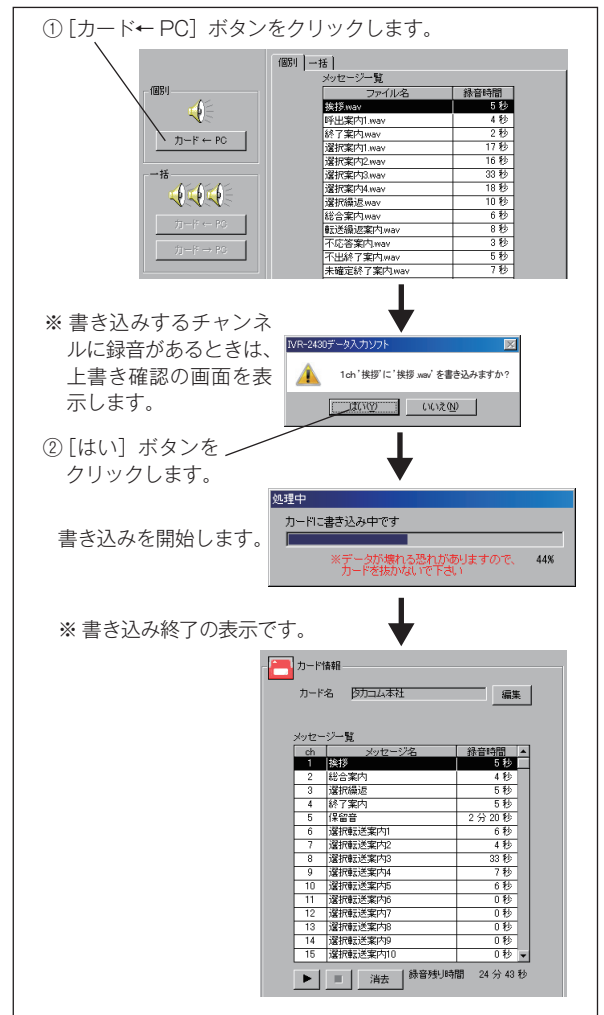 ① [カード← PC] ボタンをクリックします。
個別 一括
メッセージ一覧
ファイル名 録音時間
挨拶.wav 5 秒
呼出案内1.wav 4 秒
終了案内.wav 2 秒
選択案内1.wav 17 秒
選択案内2.wav 16 秒
選択案内3.wav 33 秒
選択案内4.wav 18 秒
選択繰返.wav 10 秒
総合案内.wav 6 秒
転送繰返案内.wav 8 秒
不応答案内.wav 3 秒
不出終了案内.wav 5 秒
未確定終了案内.wav 7 秒
個別
カード ← PC
一括
カード ← PC
カード → PC
※ 書き込みするチャンネ
ルに録音があるときは、
上書き確認の画面を表
示します。
IVR-2430データ入力ソフト
1ch '挨拶' に '挨拶.wav' を書き込みますか？
はい(Y) いいえ(N)
② [はい] ボタンを
クリックします。
処理中
カードに書き込み中です
※データが壊れる恐れがありますので、
カードを抜かないで下さい
44%
書き込みを開始します。
※ 書き込み終了の表示です。
カード情報
カード名 タカコム本社 編集
メッセージ一覧
ch メッセージ名 録音時間
1 挨拶 5 秒
2 総合案内 4 秒
3 選択繰返 5 秒
4 終了案内 5 秒
5 保留音 2 分 20 秒
6 選択転送案内1 6 秒
7 選択転送案内2 4 秒
8 選択転送案内3 33 秒
9 選択転送案内4 7 秒
10 選択転送案内5 6 秒
11 選択転送案内6 0 秒
12 選択転送案内7 0 秒
13 選択転送案内8 0 秒
14 選択転送案内9 0 秒
15 選択転送案内10 0 秒
消去 録音残り時間 24 分 43 秒